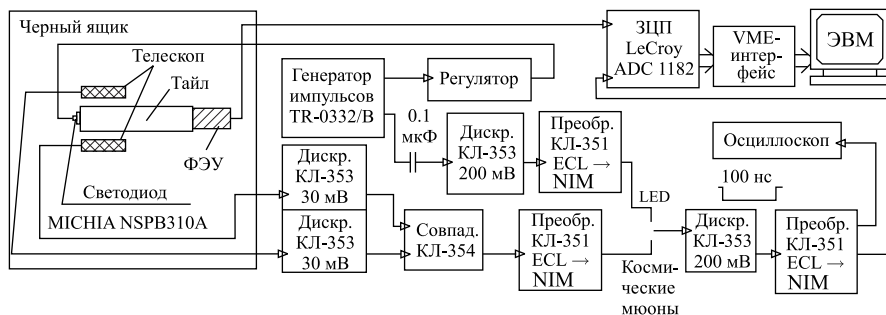 Черный ящик
Телескоп
Тайл
ФЭУ
Светодиод
MICHIA NSPB310A
Генератор
импульсов
TR-0332/B
Регулятор
0.1
мкФ
Дискр.
КЛ-353
200 мВ
Преобр.
КЛ-351
ECL →
NIM
ЗЦП
LeCroy
ADC 1182
VME-
интер-
фейс
ЭВМ
Осциллоскоп
100 нс
Дискр.
КЛ-353
30 мВ
Дискр.
КЛ-353
30 мВ
Совпад.
КЛ-354
Преобр.
КЛ-351
ECL →
NIM
LED
Косми-
ческие
мюоны
Дискр.
КЛ-353
200 мВ
Преобр.
КЛ-351
ECL →
NIM